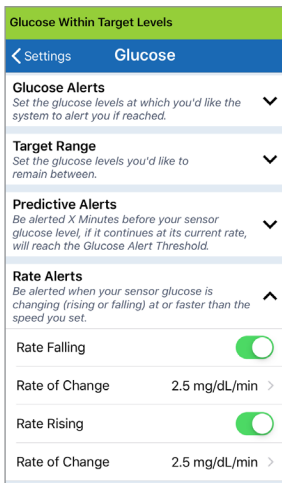 Glucose Within Target Levels
Settings
Glucose
Glucose Alerts
Set the glucose levels at which you'd like the
system to alert you if reached.
Target Range
Set the glucose levels you'd like to
remain between.
Predictive Alerts
Be alerted X Minutes before your sensor
glucose level, if it continues at its current rate,
will reach the Glucose Alert Threshold.
Rate Alerts
Be alerted when your sensor glucose is
changing (rising or falling) at or faster than the
speed you set.
Rate Falling
Rate of Change 2.5 mg/dL/min
Rate Rising
Rate of Change 2.5 mg/dL/min